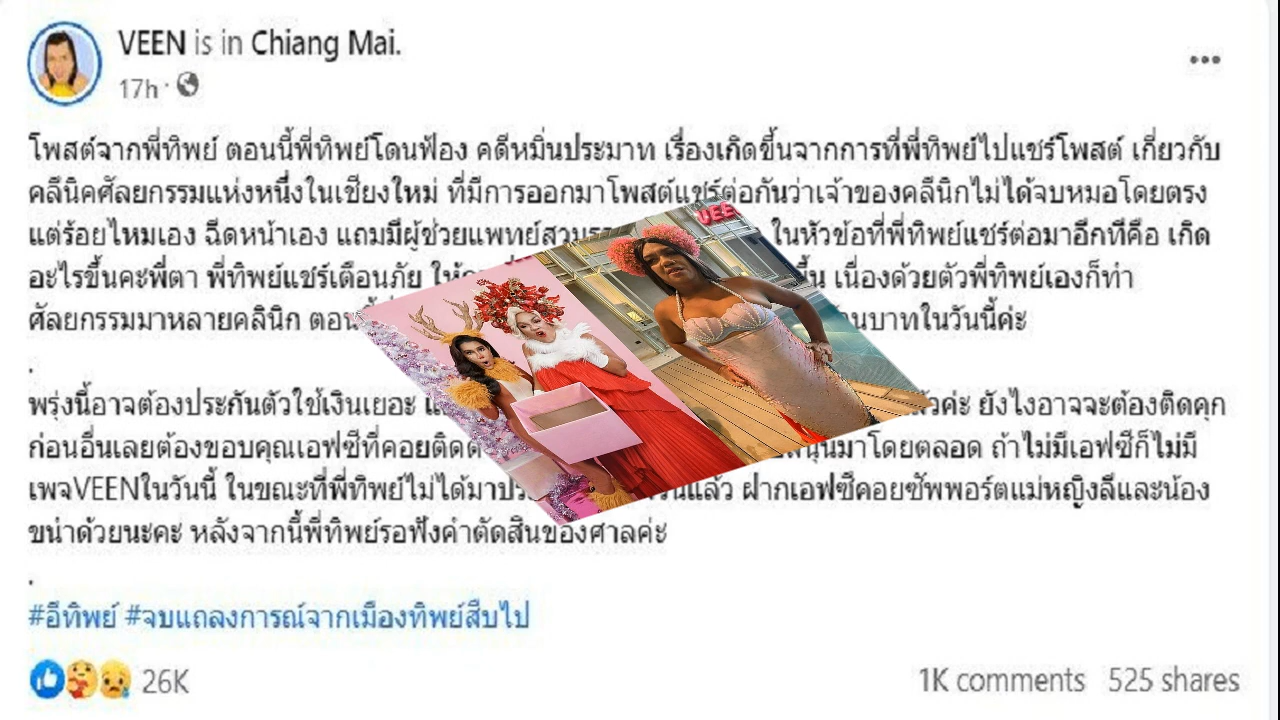 VEEN is in Chiang Mai.
17h ·
โพสต์จากพี่ทิพย์ ตอนนี้พี่ทิพย์โดนฟ้อง คดีหมิ่นประมาท เรื่องเกิดขึ้นจากการที่พี่ทิพย์ไปแชร์โพสต์ เกี่ยวกับ
คลีนิคศัลยกรรมแห่งหนึ่งในเชียงใหม่ ที่มีการออกมาโพสต์แชร์ต่อกันว่าเจ้าของคลีนิกไม่ได้จบหมอโดยตรง
แต่ร้อยไหมเอง ฉีดหน้าเอง แถมมีผู้ช่วยแพทย์ ในหัวข้อที่พี่ทิพย์แชร์ต่อมาอีกทีคือ เกิด
อะไรขึ้นคะพี่ตา พี่ทิพย์แชร์เตือนภัย เนื่องด้วยตัวพี่ทิพย์เองก็ทำ
ศัลยกรรมมาหลายคลินิก ในวันนี้ค่ะ
.
พรุ่งนี้อาจต้องประกันตัวใช้เงินเยอะ ยังไงอาจจะต้องติดคุก
ก่อนอื่นเลยต้องขอบคุณเอฟซีที่คอย มาโดยตลอด ถ้าไม่มีเอฟซีก็ไม่มี
เพจVEENในวันนี้ ในขณะที่พี่ทิพย์ไม่ได้ แล้ว ฝากเอฟซีคอยซัพพอร์ตแม่หญิงลีและน้อง
ขน่าด้วยนะคะ หลังจากนี้พี่ทิพย์รอฟังคำตัดสินของศาลค่ะ
.
#อีทิพย์ #จบแถลงการณ์จากเมืองทิพย์สืบไป
26K 1K comments 525 shares